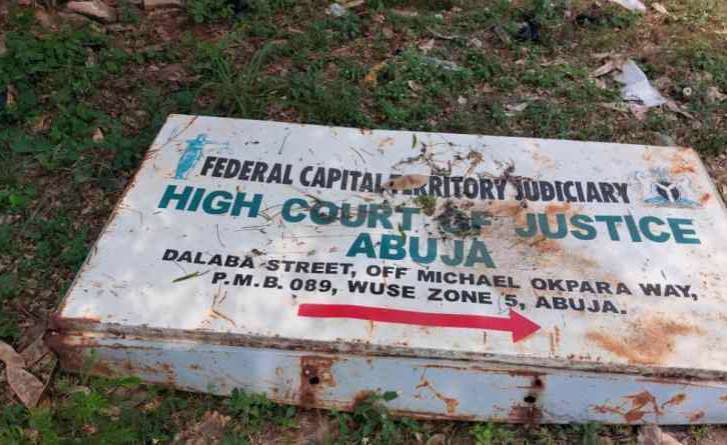 FEDERAL CAPITAL TERRITORY JUDICIARY
HIGH COURT OF JUSTICE
ABUJA
DALABA STREET, OFF MICHAEL OKPARA WAY,
P.M.B. 089, WUSE ZONE 5, ABUJA.